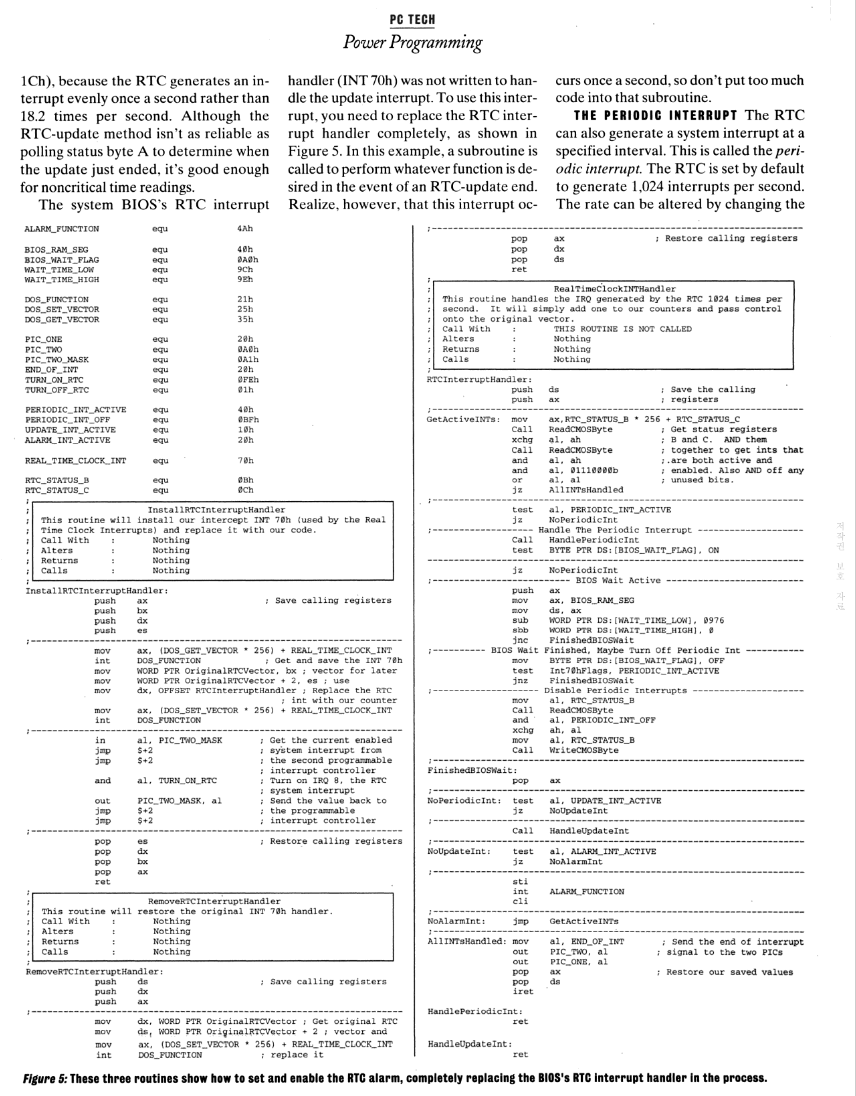 PC TECH
Power Programming
1Ch), because the RTC generates an in-
terrupt evenly once a second rather than
18.2 times per second. Although the
RTC-update method isn't as reliable as
polling status byte A to determine when
the update just ended, it's good enough
for noncritical time readings.
The system BIOS's RTC interrupt
handler (INT 70h) was not written to han-
dle the update interrupt. To use this inter-
rupt, you need to replace the RTC inter-
rupt handler completely, as shown in
Figure 5. In this example, a subroutine is
called to perform whatever function is de-
sired in the event of an RTC-update end.
Realize, however, that this interrupt oc-
curs once a second, so don't put too much
code into that subroutine.
THE PERIODIC INTERRUPT The RTC
can also generate a system interrupt at a
specified interval. This is called the peri-
odic interrupt. The RTC is set by default
to generate 1,024 interrupts per second.
The rate can be altered by changing the
ALARM_FUNCTION equ 4Ah
BIOS_RAM_SEG equ 40h
BIOS_WAIT_FLAG equ 0A0h
WAIT_TIME_LOW equ 9Ch
WAIT_TIME_HIGH equ 9Eh
DOS_FUNCTION equ 21h
DOS_SET_VECTOR equ 25h
DOS_GET_VECTOR equ 35h
PIC_ONE equ 20h
PIC_TWO equ 0A0h
PIC_TWO_MASK equ 0A1h
END_OF_INT equ 20h
TURN_ON_RTC equ 0FEh
TURN_OFF_RTC equ 01h
PERIODIC_INT_ACTIVE equ 40h
PERIODIC_INT_OFF equ 0BFh
UPDATE_INT_ACTIVE equ 10h
ALARM_INT_ACTIVE equ 20h
REAL_TIME_CLOCK_INT equ 70h
RTC_STATUS_B equ 0Bh
RTC_STATUS_C equ 0Ch
;
; InstallRTCInterruptHandler
; This routine will install our intercept INT 70h (used by the Real
; Time Clock Interrupts) and replace it with our code.
; Call With : Nothing
; Alters : Nothing
; Returns : Nothing
; Calls : Nothing
;
InstallRTCInterruptHandler:
push ax ; Save calling registers
push bx
push dx
push es
;----------
mov ax, (DOS_GET_VECTOR * 256) + REAL_TIME_CLOCK_INT
int DOS_FUNCTION ; Get and save the INT 70h
mov WORD PTR OriginalRTCVector, bx ; vector for later
mov WORD PTR OriginalRTCVector + 2, es ; use
mov dx, OFFSET RTCInterruptHandler ; Replace the RTC
; int with our counter
mov ax, (DOS_SET_VECTOR * 256) + REAL_TIME_CLOCK_INT
int DOS_FUNCTION
;----------
in al, PIC_TWO_MASK ; Get the current enabled
jmp $+2 ; system interrupt from
jmp $+2 ; the second programmable
; interrupt controller
and al, TURN_ON_RTC ; Turn on IRQ 8, the RTC
; system interrupt
out PIC_TWO_MASK, al ; Send the value back to
jmp $+2 ; the programmable
jmp $+2 ; interrupt controller
;----------
pop es ; Restore calling registers
pop dx
pop bx
pop ax
ret
;
; RemoveRTCInterruptHandler
; This routine will restore the original INT 70h handler.
; Call With : Nothing
; Alters : Nothing
; Returns : Nothing
; Calls : Nothing
;
RemoveRTCInterruptHandler:
push ds ; Save calling registers
push dx
push ax
;----------
mov dx, WORD PTR OriginalRTCVector ; Get original RTC
mov ds, WORD PTR OriginalRTCVector + 2 ; vector and
mov ax, (DOS_SET_VECTOR * 256) + REAL_TIME_CLOCK_INT
int DOS_FUNCTION ; replace it
;----------
pop ax ; Restore calling registers
pop dx
pop ds
ret
;
; RealTimeClockINTHandler
; This routine handles the IRQ generated by the RTC 1024 times per
; second. It will simply add one to our counters and pass control
; onto the original vector.
; Call With : THIS ROUTINE IS NOT CALLED
; Alters : Nothing
; Returns : Nothing
; Calls : Nothing
;
RTCInterruptHandler:
push ds ; Save the calling
push ax ; registers
;----------
GetActiveINTs: mov ax,RTC_STATUS_B * 256 + RTC_STATUS_C
Call ReadCMOSByte ; Get status registers
xchg al, ah ; B and C. AND them
Call ReadCMOSByte ; together to get ints that
and al, ah ;.are both active and
and al, 01110000b ; enabled. Also AND off any
or al, al ; unused bits.
jz AllINTsHandled
;----------
test al, PERIODIC_INT_ACTIVE
jz NoPeriodicInt
;---------- Handle The Periodic Interrupt ----------
Call HandlePeriodicInt
test BYTE PTR DS:[BIOS_WAIT_FLAG], ON
----------
jz NoPeriodicInt
;---------- BIOS Wait Active ----------
push ax
mov ax, BIOS_RAM_SEG
mov ds, ax
sub WORD PTR DS:[WAIT_TIME_LOW], 0976
sbb WORD PTR DS:[WAIT_TIME_HIGH], 0
jnc FinishedBIOSWait
;---------- BIOS Wait Finished, Maybe Turn Off Periodic Int ----------
mov BYTE PTR DS:[BIOS_WAIT_FLAG], OFF
test Int70hFlags, PERIODIC_INT_ACTIVE
jnz FinishedBIOSWait
;---------- Disable Periodic Interrupts ----------
mov al, RTC_STATUS_B
Call ReadCMOSByte
and al, PERIODIC_INT_OFF
xchg ah, al
mov al, RTC_STATUS_B
Call WriteCMOSByte
;----------
FinishedBIOSWait:
pop ax
;----------
NoPeriodicInt: test al, UPDATE_INT_ACTIVE
jz NoUpdateInt
;----------
Call HandleUpdateInt
;----------
NoUpdateInt: test al, ALARM_INT_ACTIVE
jz NoAlarmInt
;----------
sti
int ALARM_FUNCTION
cli
;----------
NoAlarmInt: jmp GetActiveINTs
;----------
AllINTsHandled: mov al, END_OF_INT ; Send the end of interrupt
out PIC_TWO, al ; signal to the two PICs
out PIC_ONE, al
pop ax ; Restore our saved values
pop ds
iret
HandlePeriodicInt:
ret
HandleUpdateInt:
ret
Figure 5: These three routines show how to set and enable the RTC alarm, completely replacing the BIOS's RTC interrupt handler in the process.